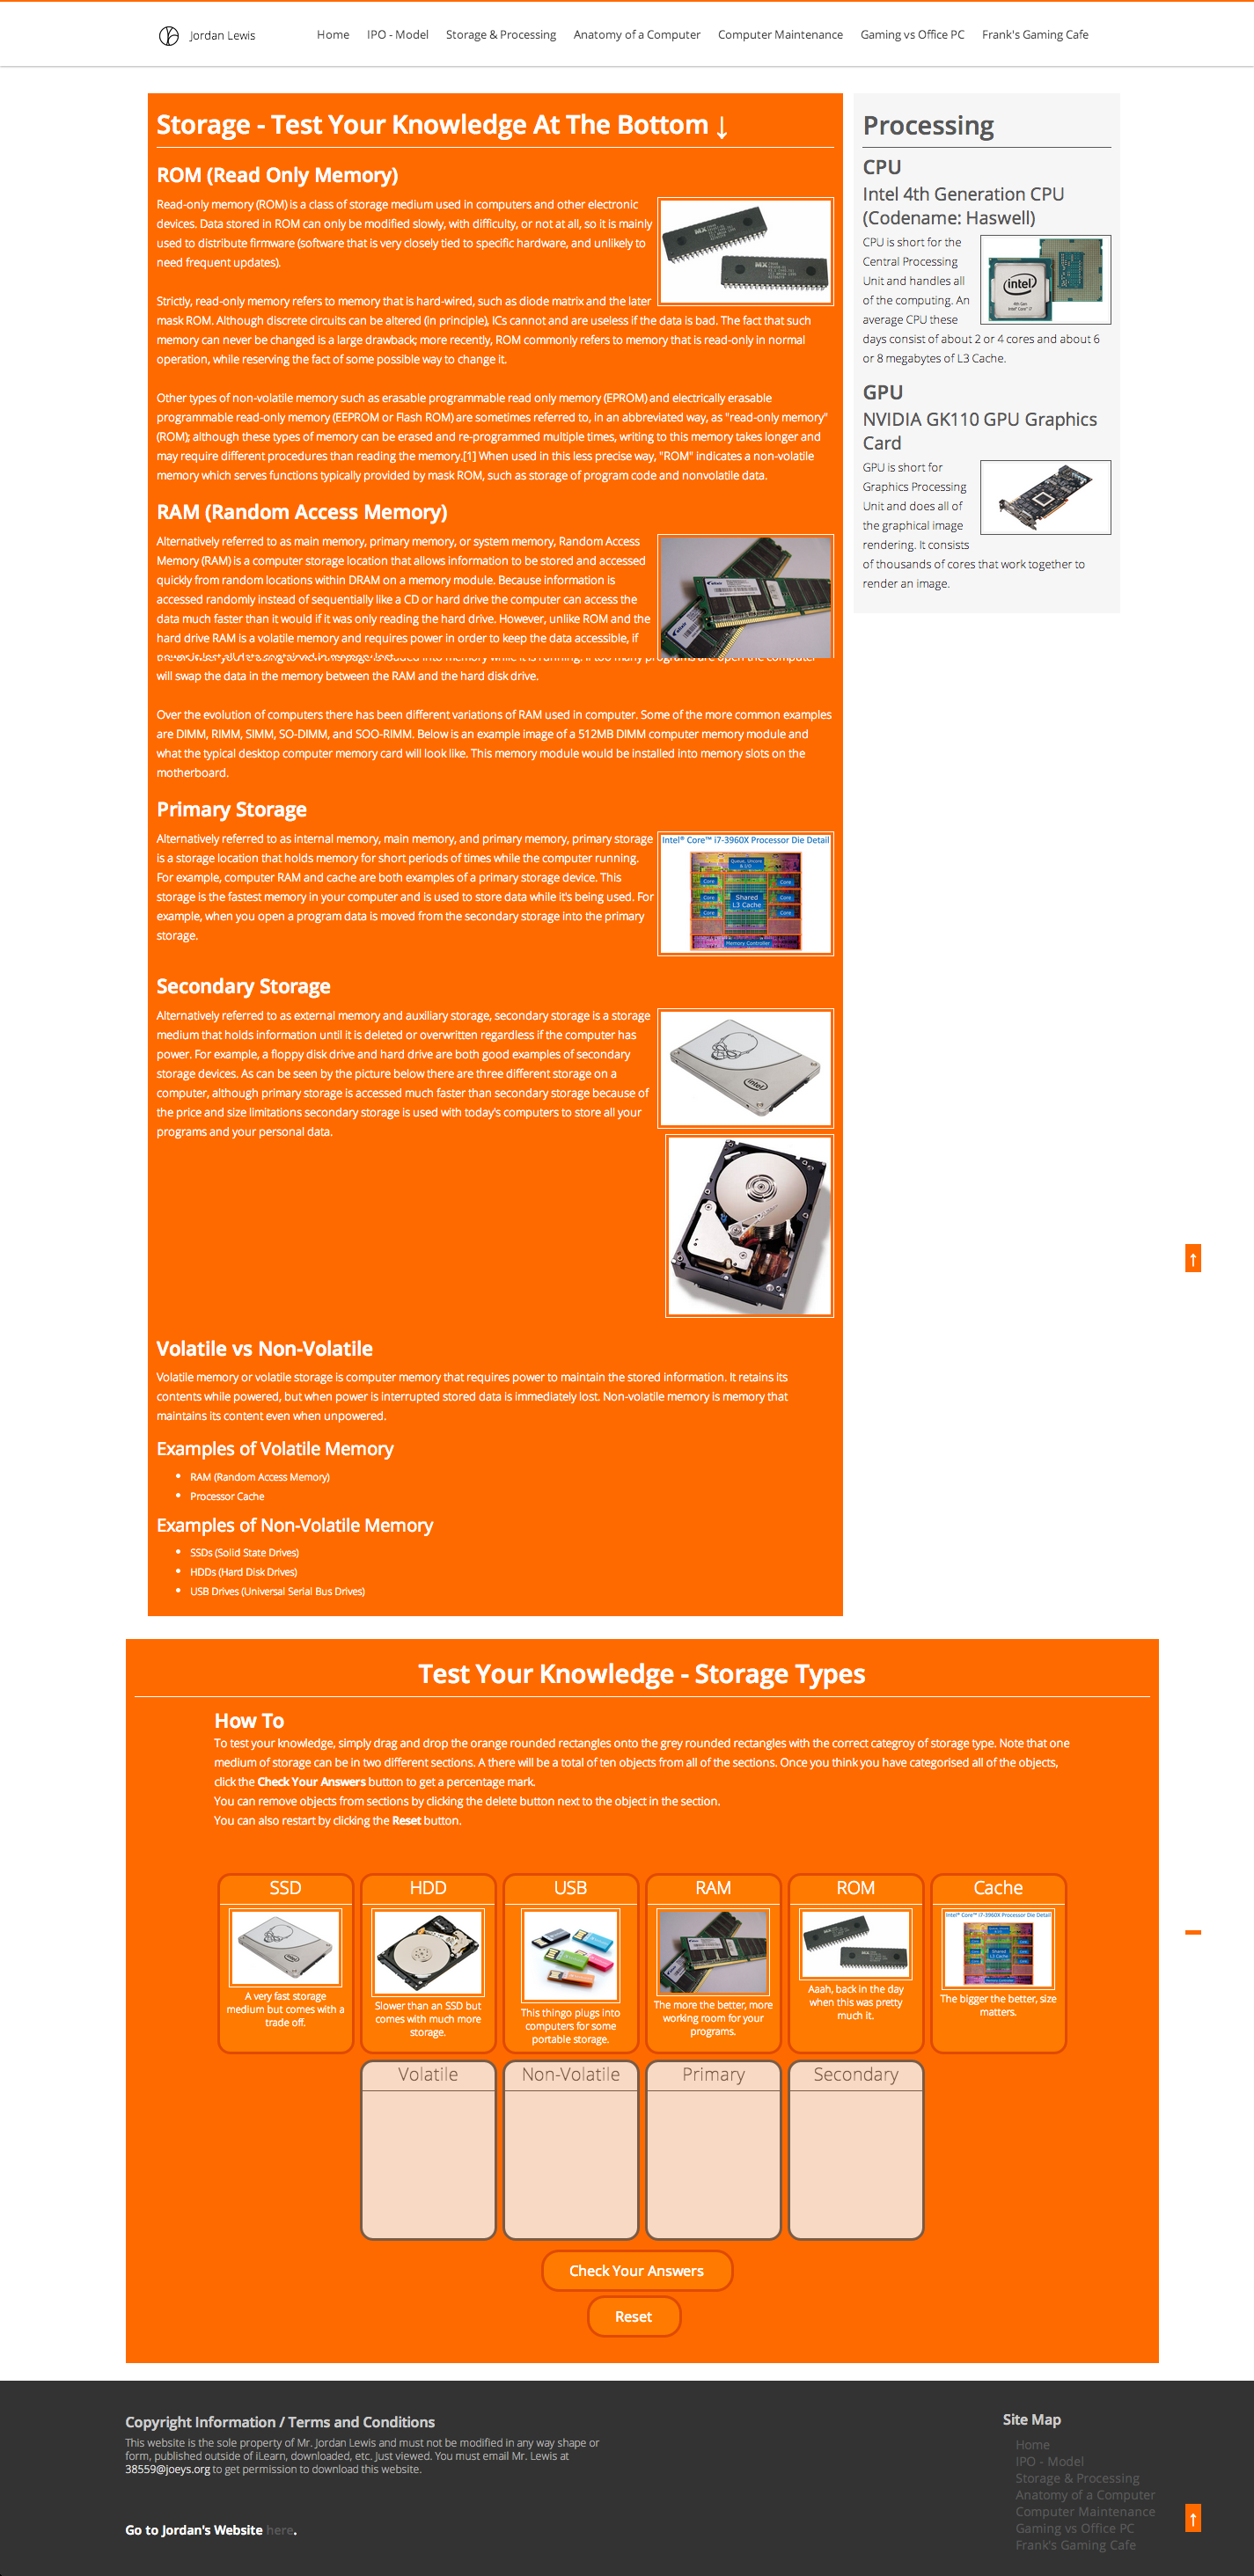 Jordan Lewis
Home IPO - Model Storage & Processing Anatomy of a Computer Computer Maintenance Gaming vs Office PC Frank's Gaming Cafe
Storage - Test Your Knowledge At The Bottom ↓
ROM (Read Only Memory)
Read-only memory (ROM) is a class of storage medium used in computers and other electronic
devices. Data stored in ROM can only be modified slowly, with difficulty, or not at all, so it is mainly
used to distribute firmware (software that is very closely tied to specific hardware, and unlikely to
need frequent updates).
MX
MX
Strictly, read-only memory refers to memory that is hard-wired, such as diode matrix and the later
mask ROM. Although discrete circuits can be altered (in principle), ICs cannot and are useless if the data is bad. The fact that such
memory can never be changed is a large drawback; more recently, ROM commonly refers to memory that is read-only in normal
operation, while reserving the fact of some possible way to change it.
Other types of non-volatile memory such as erasable programmable read only memory (EPROM) and electrically erasable
programmable read-only memory (EEPROM or Flash ROM) are sometimes referred to, in an abbreviated way, as "read-only memory"
(ROM); although these types of memory can be erased and re-programmed multiple times, writing to this memory takes longer and
may require different procedures than reading the memory.[1] When used in this less precise way, "ROM" indicates a non-volatile
memory which serves functions typically provided by mask ROM, such as storage of program code and nonvolatile data.
RAM (Random Access Memory)
Alternatively referred to as main memory, primary memory, or system memory, Random Access
Memory (RAM) is a computer storage location that allows information to be stored and accessed
quickly from random locations within DRAM on a memory module. Because information is
accessed randomly instead of sequentially like a CD or hard drive the computer can access the
data much faster than it would if it was only reading the hard drive. However, unlike ROM and the
hard drive RAM is a volatile memory and requires power in order to keep the data accessible, if
will swap the data in the memory between the RAM and the hard disk drive.
Over the evolution of computers there has been different variations of RAM used in computer. Some of the more common examples
are DIMM, RIMM, SIMM, SO-DIMM, and SOO-RIMM. Below is an example image of a 512MB DIMM computer memory module and
what the typical desktop computer memory card will look like. This memory module would be installed into memory slots on the
motherboard.
Primary Storage
Alternatively referred to as internal memory, main memory, and primary memory, primary storage
is a storage location that holds memory for short periods of times while the computer running.
For example, computer RAM and cache are both examples of a primary storage device. This
storage is the fastest memory in your computer and is used to store data while it's being used. For
example, when you open a program data is moved from the secondary storage into the primary
storage.
Intel® Core™ i7-3960X Processor Die Detail
Queue, Uncore
& I/O
Core Core
Core Core
Core Core
Shared
L3 Cache
Memory Controller
Secondary Storage
Alternatively referred to as external memory and auxiliary storage, secondary storage is a storage
medium that holds information until it is deleted or overwritten regardless if the computer has
power. For example, a floppy disk drive and hard drive are both good examples of secondary
storage devices. As can be seen by the picture below there are three different storage on a
computer, although primary storage is accessed much faster than secondary storage because of
the price and size limitations secondary storage is used with today's computers to store all your
programs and your personal data.
intel
Volatile vs Non-Volatile
Volatile memory or volatile storage is computer memory that requires power to maintain the stored information. It retains its
contents while powered, but when power is interrupted stored data is immediately lost. Non-volatile memory is memory that
maintains its content even when unpowered.
Examples of Volatile Memory
• RAM (Random Access Memory)
• Processor Cache
Examples of Non-Volatile Memory
• SSDs (Solid State Drives)
• HDDs (Hard Disk Drives)
• USB Drives (Universal Serial Bus Drives)
Processing
CPU
Intel 4th Generation CPU
(Codename: Haswell)
CPU is short for the
Central Processing
Unit and handles all
of the computing. An
average CPU these
days consist of about 2 or 4 cores and about 6
or 8 megabytes of L3 Cache.
intel
GPU
NVIDIA GK110 GPU Graphics
Card
GPU is short for
Graphics Processing
Unit and does all of
the graphical image
rendering. It consists
of thousands of cores that work together to
render an image.
↑
Test Your Knowledge - Storage Types
How To
To test your knowledge, simply drag and drop the orange rounded rectangles onto the grey rounded rectangles with the correct categroy of storage type. Note that one
medium of storage can be in two different sections. A there will be a total of ten objects from all of the sections. Once you think you have categorised all of the objects,
click the Check Your Answers button to get a percentage mark.
You can remove objects from sections by clicking the delete button next to the object in the section.
You can also restart by clicking the Reset button.
SSD
A very fast storage
medium but comes with a
trade off.
HDD
Slower than an SSD but
comes with much more
storage.
USB
This thingo plugs into
computers for some
portable storage.
RAM
The more the better, more
working room for your
programs.
ROM
Aaah, back in the day
when this was pretty
much it.
Cache
Intel® Core™ i7-3960X Processor Die Detail
Shared
L3 Cache
The bigger the better, size
matters.
Volatile Non-Volatile Primary Secondary
Check Your Answers
Reset
Copyright Information / Terms and Conditions
This website is the sole property of Mr. Jordan Lewis and must not be modified in any way shape or
form, published outside of iLearn, downloaded, etc. Just viewed. You must email Mr. Lewis at
38559@joeys.org to get permission to download this website.
Go to Jordan's Website here.
Site Map
Home
IPO - Model
Storage & Processing
Anatomy of a Computer
Computer Maintenance
Gaming vs Office PC
Frank's Gaming Cafe
↑